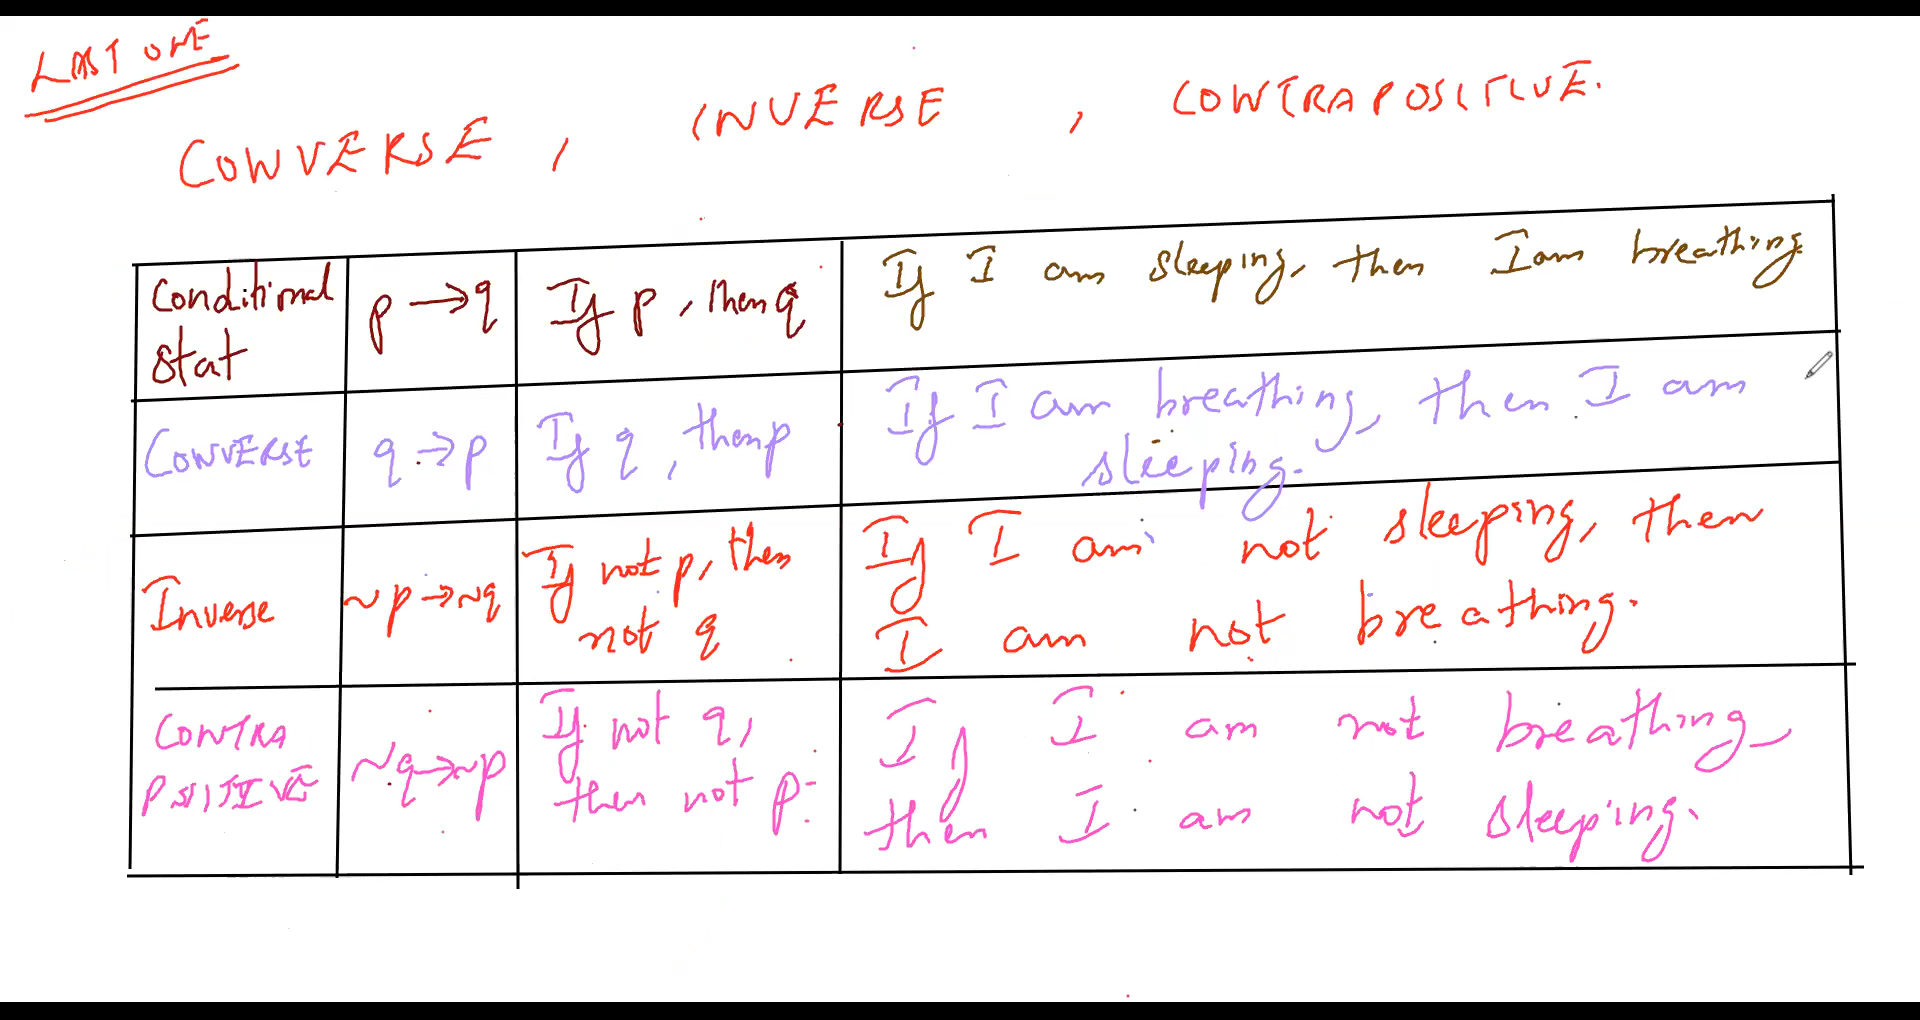 LAST ONE
CONVERSE, INVERSE, CONTRAPOSITIVE.
Conditional stat
p → q
If p, then q
If I am sleeping, then I am breathing.
CONVERSE
q → p
If q, then p
If I am breathing, then I am
sleeping.
Inverse
~p → ~q
If not p, then
not q
If I am not sleeping, then
I am not breathing.
CONTRA
PSITIVE
~q → ~p
If not q,
then not p.
If I am not breathing,
then I am not sleeping.